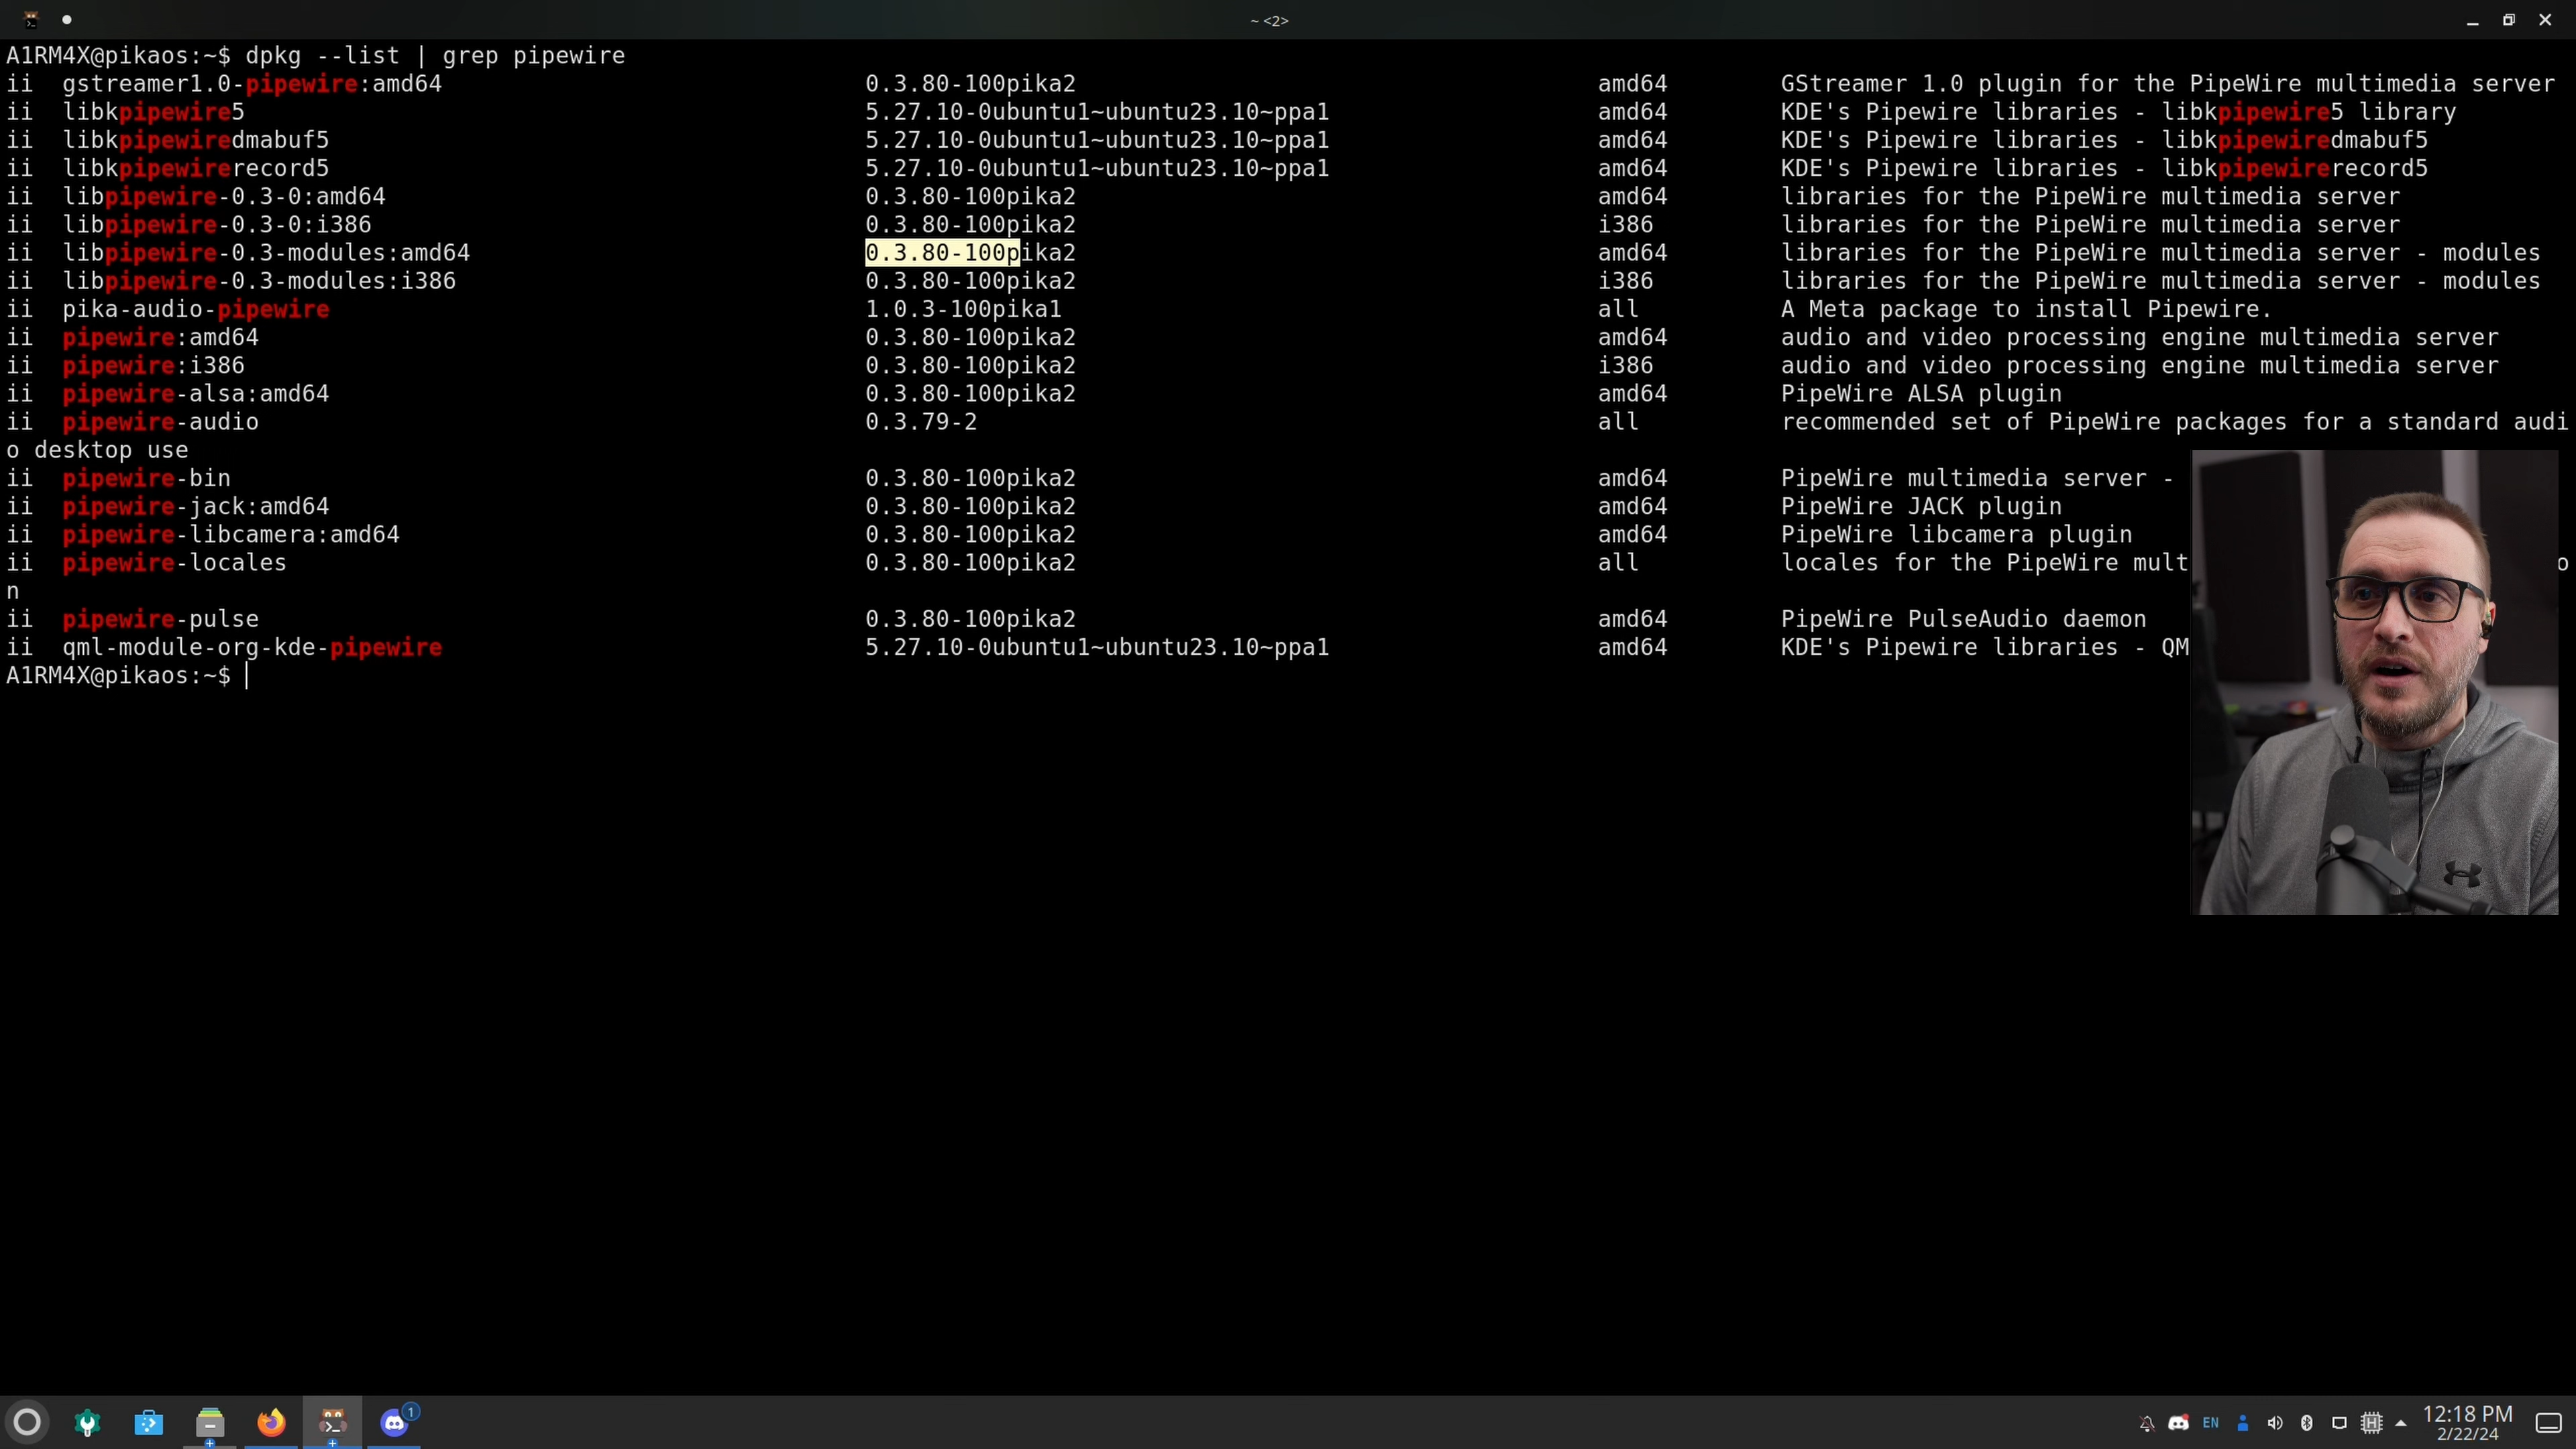 ~ <2>
A1RM4X@pikaos:~$ dpkg --list | grep pipewire
ii gstreamer1.0-pipewire:amd64 0.3.80-100pika2 amd64 GStreamer 1.0 plugin for the PipeWire multimedia server
ii libkpipewire5 5.27.10-0ubuntu1~ubuntu23.10~ppa1 amd64 KDE's Pipewire libraries - libkpipewire5 library
ii libkpipewiredmabuf5 5.27.10-0ubuntu1~ubuntu23.10~ppa1 amd64 KDE's Pipewire libraries - libkpipewiredmabuf5
ii libkpipewirerecord5 5.27.10-0ubuntu1~ubuntu23.10~ppa1 amd64 KDE's Pipewire libraries - libkpipewirerecord5
ii libpipewire-0.3-0:amd64 0.3.80-100pika2 amd64 libraries for the PipeWire multimedia server
ii libpipewire-0.3-0:i386 0.3.80-100pika2 i386 libraries for the PipeWire multimedia server
ii libpipewire-0.3-modules:amd64 0.3.80-100pika2 amd64 libraries for the PipeWire multimedia server - modules
ii libpipewire-0.3-modules:i386 0.3.80-100pika2 i386 libraries for the PipeWire multimedia server - modules
ii pika-audio-pipewire 1.0.3-100pika1 all A Meta package to install Pipewire.
ii pipewire:amd64 0.3.80-100pika2 amd64 audio and video processing engine multimedia server
ii pipewire:i386 0.3.80-100pika2 i386 audio and video processing engine multimedia server
ii pipewire-alsa:amd64 0.3.80-100pika2 amd64 PipeWire ALSA plugin
ii pipewire-audio 0.3.79-2 all recommended set of PipeWire packages for a standard audi
o desktop use
ii pipewire-bin 0.3.80-100pika2 amd64 PipeWire multimedia server -
ii pipewire-jack:amd64 0.3.80-100pika2 amd64 PipeWire JACK plugin
ii pipewire-libcamera:amd64 0.3.80-100pika2 amd64 PipeWire libcamera plugin
ii pipewire-locales 0.3.80-100pika2 all locales for the PipeWire mult o
n
ii pipewire-pulse 0.3.80-100pika2 amd64 PipeWire PulseAudio daemon
ii qml-module-org-kde-pipewire 5.27.10-0ubuntu1~ubuntu23.10~ppa1 amd64 KDE's Pipewire libraries - QM
A1RM4X@pikaos:~$
1
EN
H
12:18 PM
2/22/24